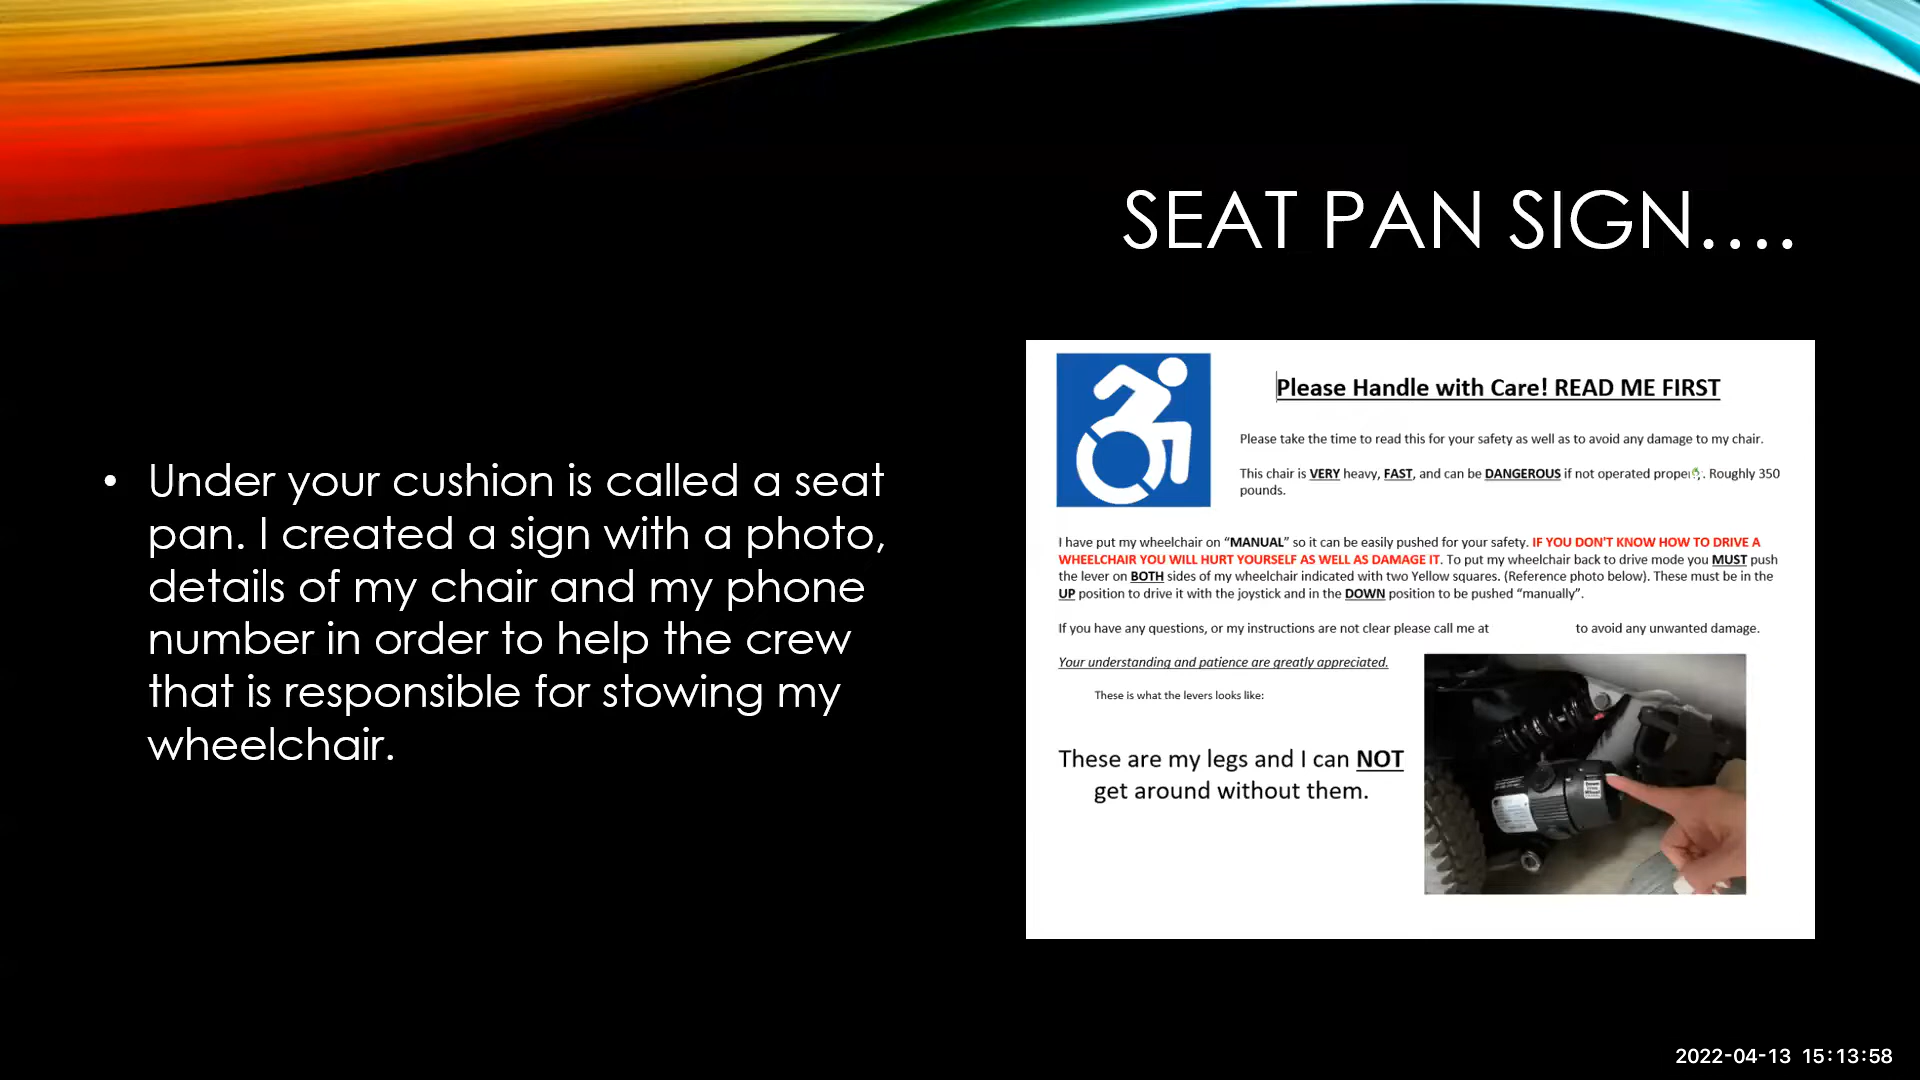 SEAT PAN SIGN....
• Under your cushion is called a seat
pan. I created a sign with a photo,
details of my chair and my phone
number in order to help the crew
that is responsible for stowing my
wheelchair.
Please Handle with Care! READ ME FIRST
Please take the time to read this for your safety as well as to avoid any damage to my chair.
This chair is VERY heavy, FAST, and can be DANGEROUS if not operated . Roughly 350
pounds.
I have put my wheelchair on “MANUAL” so it can be easily pushed for your safety. IF YOU DON'T KNOW HOW TO DRIVE A
WHEELCHAIR YOU WILL HURT YOURSELF AS WELL AS DAMAGE IT. To put my wheelchair back to drive mode you MUST push
the lever on BOTH sides of my wheelchair indicated with two Yellow squares. (Reference photo below). These must be in the
UP position to drive it with the joystick and in the DOWN position to be pushed “manually”.
If you have any questions, or my instructions are not clear please call me at to avoid any unwanted damage.
Your understanding and patience are greatly appreciated.
These is what the levers looks like:
These are my legs and I can NOT
get around without them.
2022-04-13 15:13:58